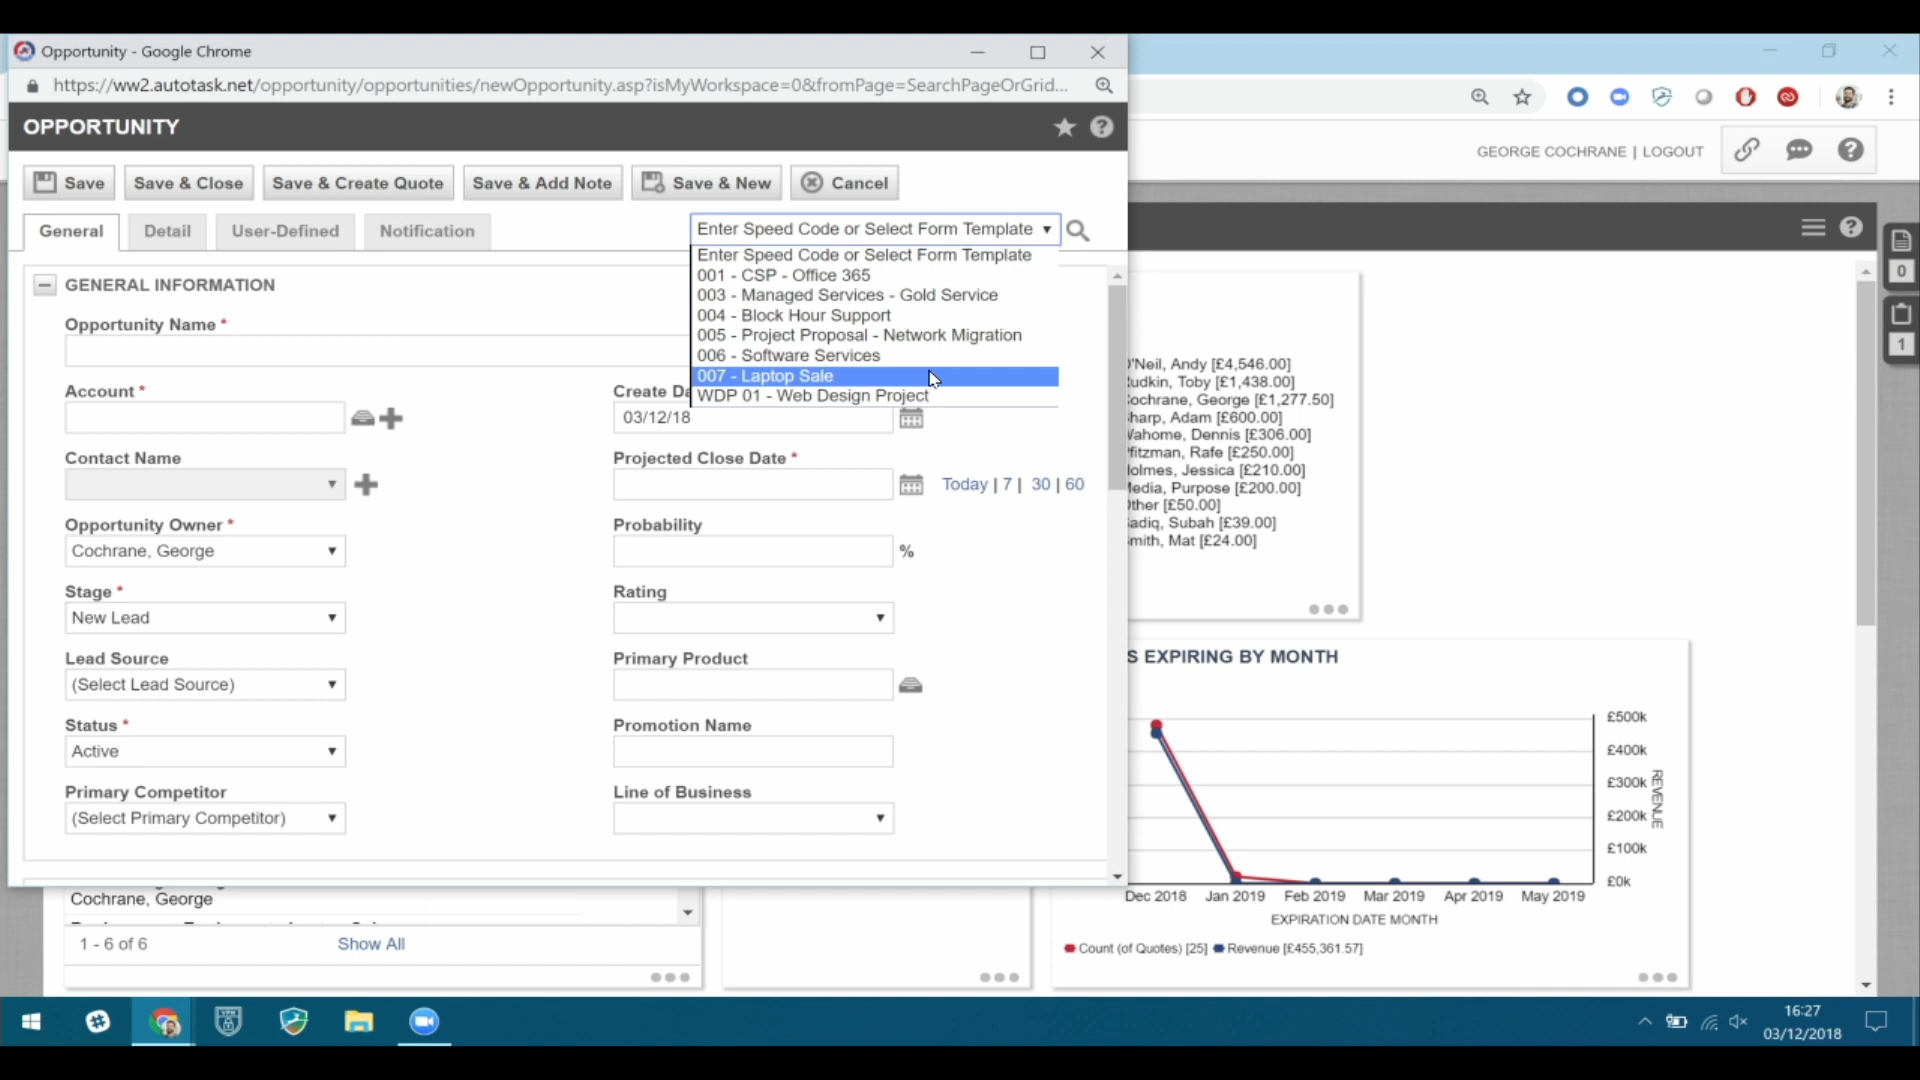 Opportunity - Google Chrome
https://ww2.autotask.net/opportunity/opportunities/newOpportunity.asp?isMyWorkspace=0&fromPage=SearchPageOrGrid...
OPPORTUNITY
GEORGE COCHRANE | LOGOUT
Save
Save & Close
Save & Create Quote
Save & Add Note
Save & New
Cancel
General
Detail
User-Defined
Notification
Enter Speed Code or Select Form Template
Enter Speed Code or Select Form Template
001 - CSP - Office 365
003 - Managed Services - Gold Service
004 - Block Hour Support
005 - Project Proposal - Network Migration
006 - Software Services
007 - Laptop Sale
WDP 01 - Web Design Project
GENERAL INFORMATION
Opportunity Name *
Account *
Create Da
03/12/18
Contact Name
Projected Close Date *
Today | 7 | 30 | 60
Opportunity Owner *
Cochrane, George
Probability
%
Stage *
New Lead
Rating
Lead Source
(Select Lead Source)
Primary Product
Status *
Active
Promotion Name
Primary Competitor
(Select Primary Competitor)
Line of Business
0
1
O'Neil, Andy [£4,546.00]
Rudkin, Toby [£1,438.00]
Cochrane, George [£1,277.50]
Sharp, Adam [£600.00]
Wahome, Dennis [£306.00]
Pfitzman, Rafe [£250.00]
Holmes, Jessica [£210.00]
Media, Purpose [£200.00]
Other [£50.00]
Sadiq, Subah [£39.00]
Smith, Mat [£24.00]
S EXPIRING BY MONTH
£500k
£400k
£300k
£200k
£100k
£0k
REVENUE
Dec 2018
Jan 2019
Feb 2019
Mar 2019
Apr 2019
May 2019
EXPIRATION DATE MONTH
Count (of Quotes) [25]
Revenue [£455,361.57]
Cochrane, George
1 - 6 of 6
Show All
VPN
16:27
03/12/2018